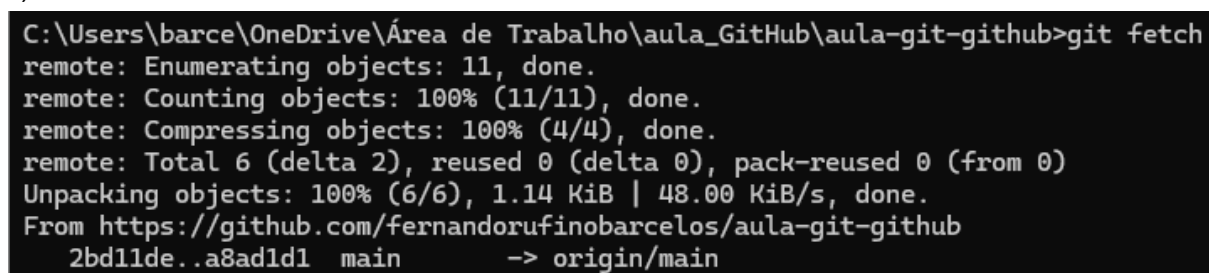 C:\Users\barce\OneDrive\Área de Trabalho\aula_GitHub\aula-git-github>git fetch
remote: Enumerating objects: 11, done.
remote: Counting objects: 100% (11/11), done.
remote: Compressing objects: 100% (4/4), done.
remote: Total 6 (delta 2), reused 0 (delta 0), pack-reused 0 (from 0)
Unpacking objects: 100% (6/6), 1.14 KiB | 48.00 KiB/s, done.
From https://github.com/fernandorufinobarcelos/aula-git-github
   2bd11de..a8ad1d1  main       -> origin/main